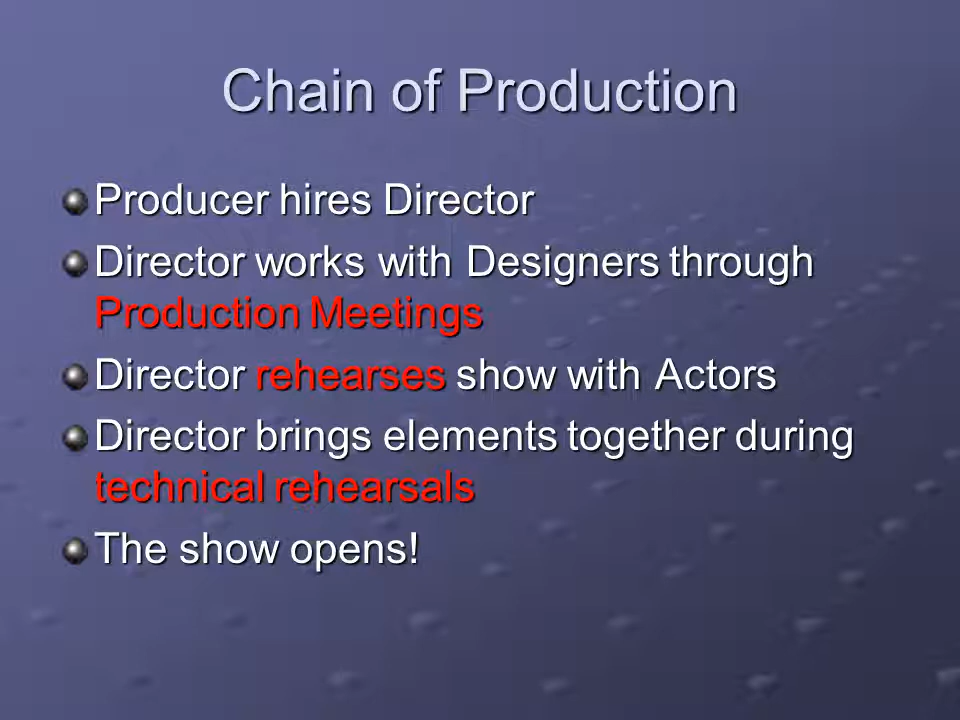 Chain of Production
Producer hires Director
Director works with Designers through
Production Meetings
Director rehearses show with Actors
Director brings elements together during
technical rehearsals
The show opens!